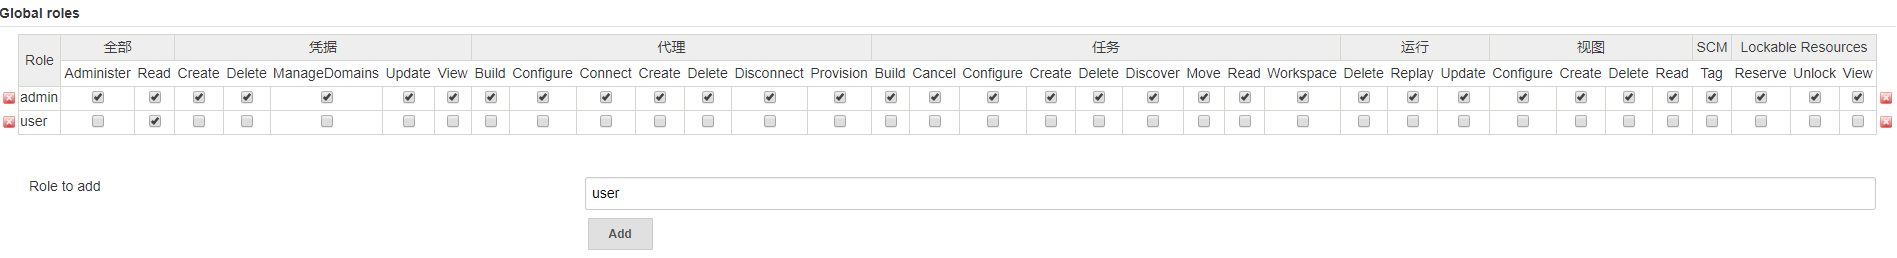 Global roles
Role 全部 凭据 代理 任务 运行 视图 SCM Lockable Resources
Administer Read Create Delete ManageDomains Update View Build Configure Connect Create Delete Disconnect Provision Build Cancel Configure Create Delete Discover Move Read Workspace Delete Replay Update Configure Create Delete Read Tag Reserve Unlock View
admin
user
Role to add
user
Add